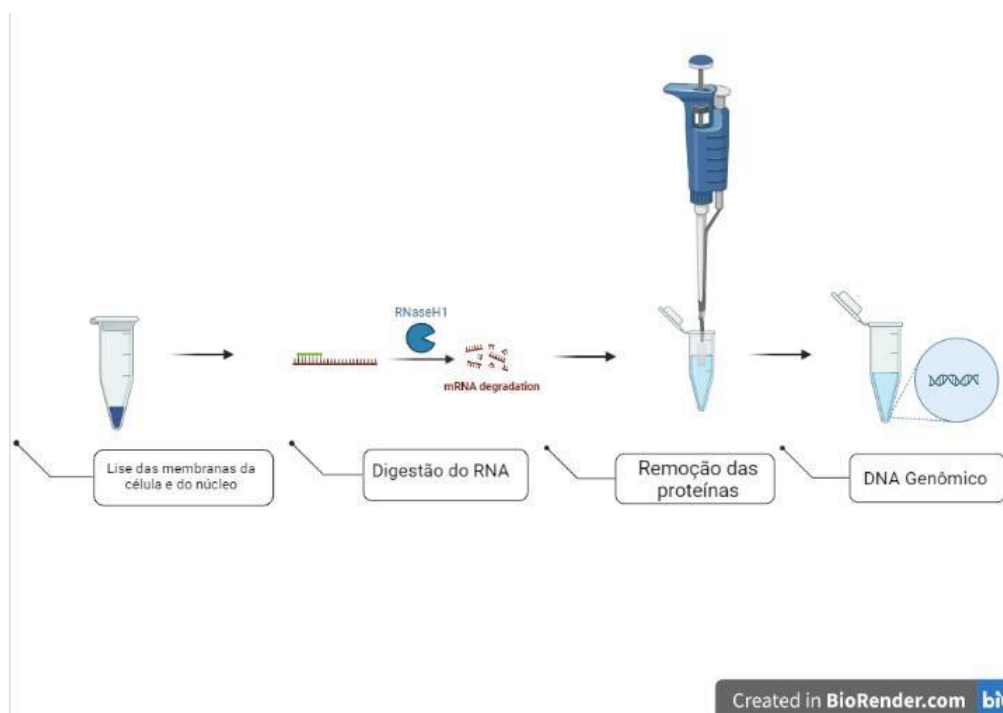 RNaseH1
mRNA degradation
Lise das membranas da
célula e do núcleo
Digestão do RNA
Remoção das
proteínas
DNA Genômico
Created in BioRender.com
bi